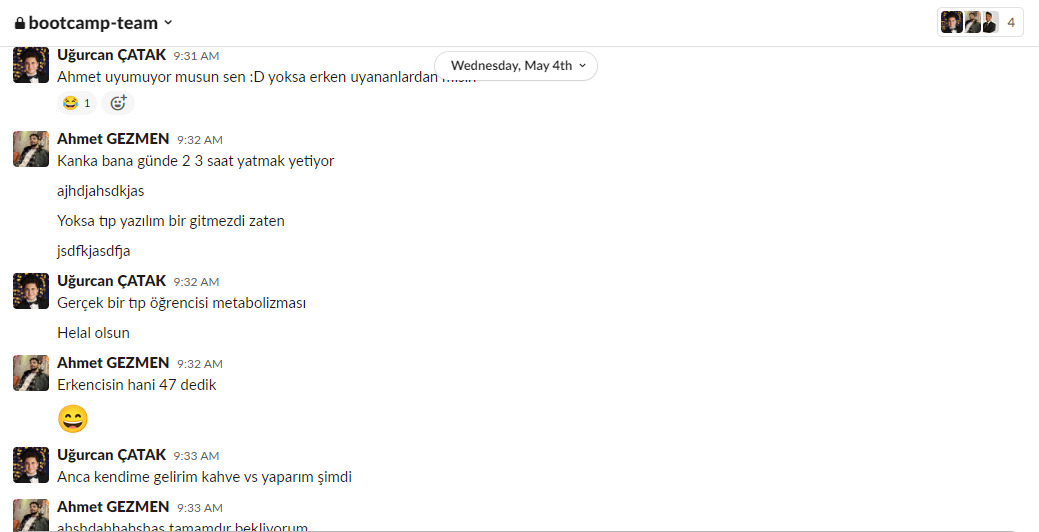 bootcamp-team
4
Wednesday, May 4th
Uğurcan ÇATAK 9:31 AM
Ahmet uyumuyor musun sen :D yoksa erken uyananlardan mısın
1
Ahmet GEZMEN 9:32 AM
Kanka bana günde 2 3 saat yatmak yetiyor
ajhdjahsdkjas
Yoksa tıp yazılım bir gitmezdi zaten
jsdfkjasdfja
Uğurcan ÇATAK 9:32 AM
Gerçek bir tıp öğrencisi metabolizması
Helal olsun
Ahmet GEZMEN 9:32 AM
Erkencisin hani 47 dedik
Uğurcan ÇATAK 9:33 AM
Anca kendime gelirim kahve vs yaparım şimdi
Ahmet GEZMEN 9:33 AM
ahshdahhahshas tamamdır bekliyorum